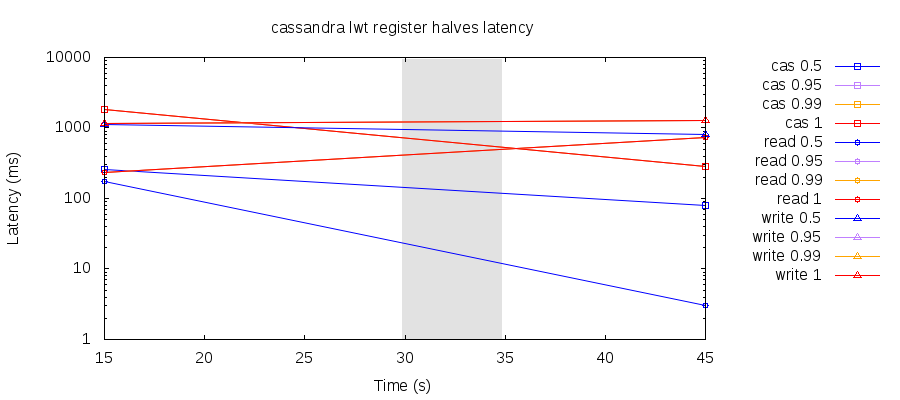 cassandra lwt register halves latency
10000
1000
100
10
1
Latency (ms)
15 20 25 30 35 40 45
Time (s)
cas 0.5
cas 0.95
cas 0.99
cas 1
read 0.5
read 0.95
read 0.99
read 1
write 0.5
write 0.95
write 0.99
write 1